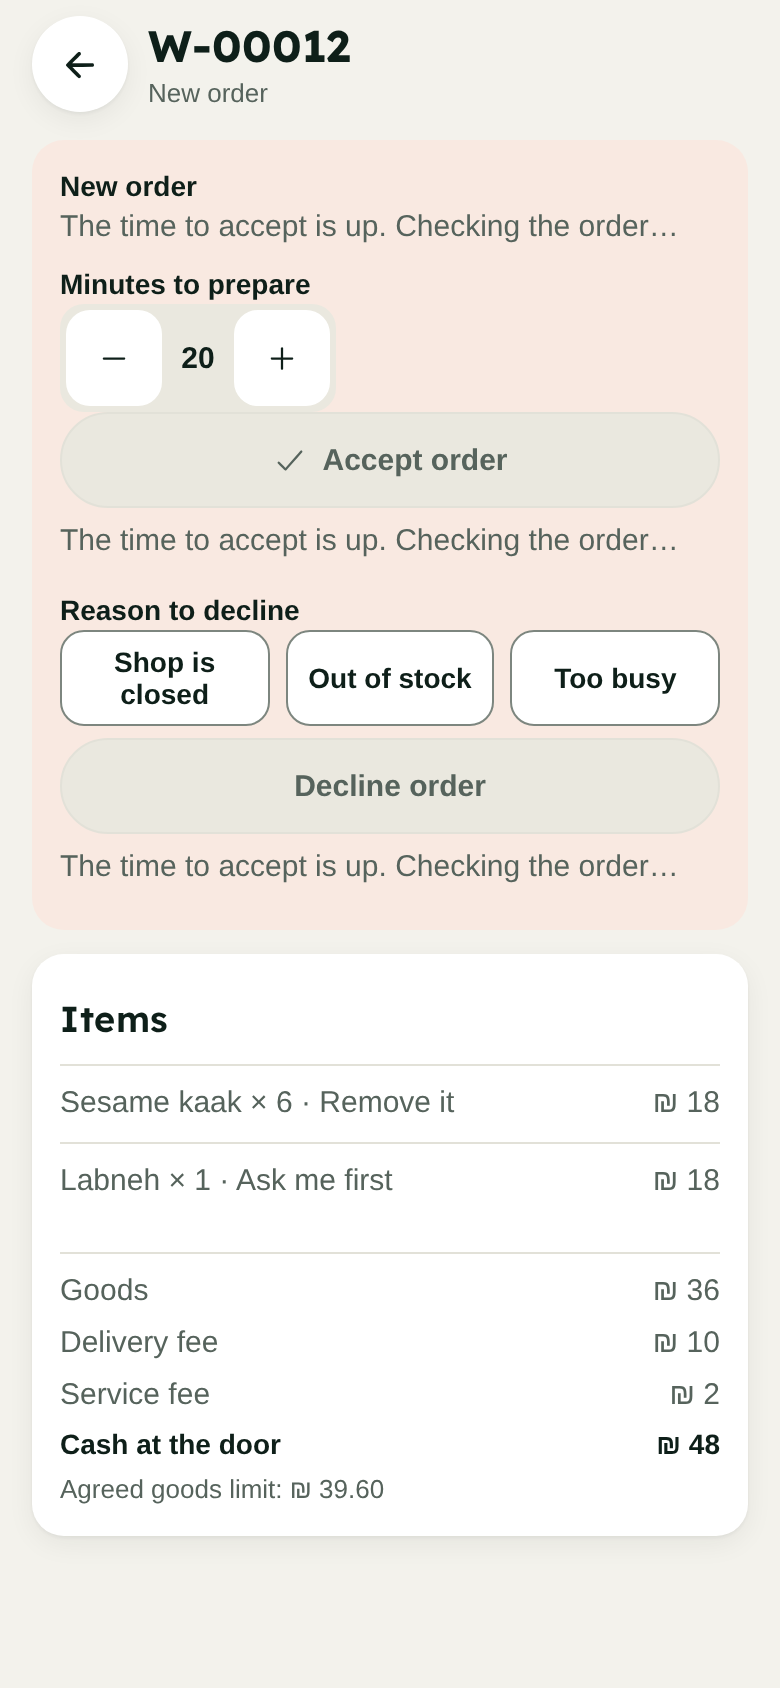 W-00012
New order
New order
The time to accept is up. Checking the order…
Minutes to prepare
− 20 +
Accept order
The time to accept is up. Checking the order…
Reason to decline
Shop is closed
Out of stock
Too busy
Decline order
The time to accept is up. Checking the order…
Items
Sesame kaak × 6 · Remove it ₪ 18
Labneh × 1 · Ask me first ₪ 18
Goods ₪ 36
Delivery fee ₪ 10
Service fee ₪ 2
Cash at the door ₪ 48
Agreed goods limit: ₪ 39.60